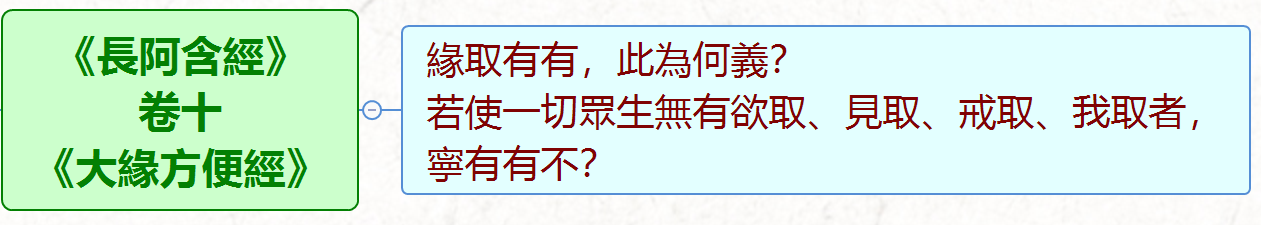 《長阿含經》
卷十
《大緣方便經》
緣取有有，此為何義？
若使一切眾生無有欲取、見取、戒取、我取者，
寧有有不？